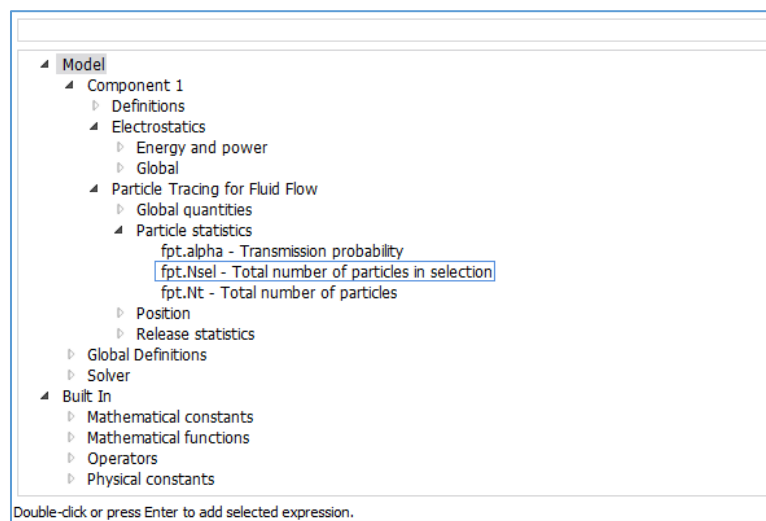 Model
Component 1
Definitions
Electrostatics
Energy and power
Global
Particle Tracing for Fluid Flow
Global quantities
Particle statistics
fpt.alpha - Transmission probability
fpt.Nsel - Total number of particles in selection
fpt.Nt - Total number of particles
Position
Release statistics
Global Definitions
Solver
Built In
Mathematical constants
Mathematical functions
Operators
Physical constants
Double-click or press Enter to add selected expression.